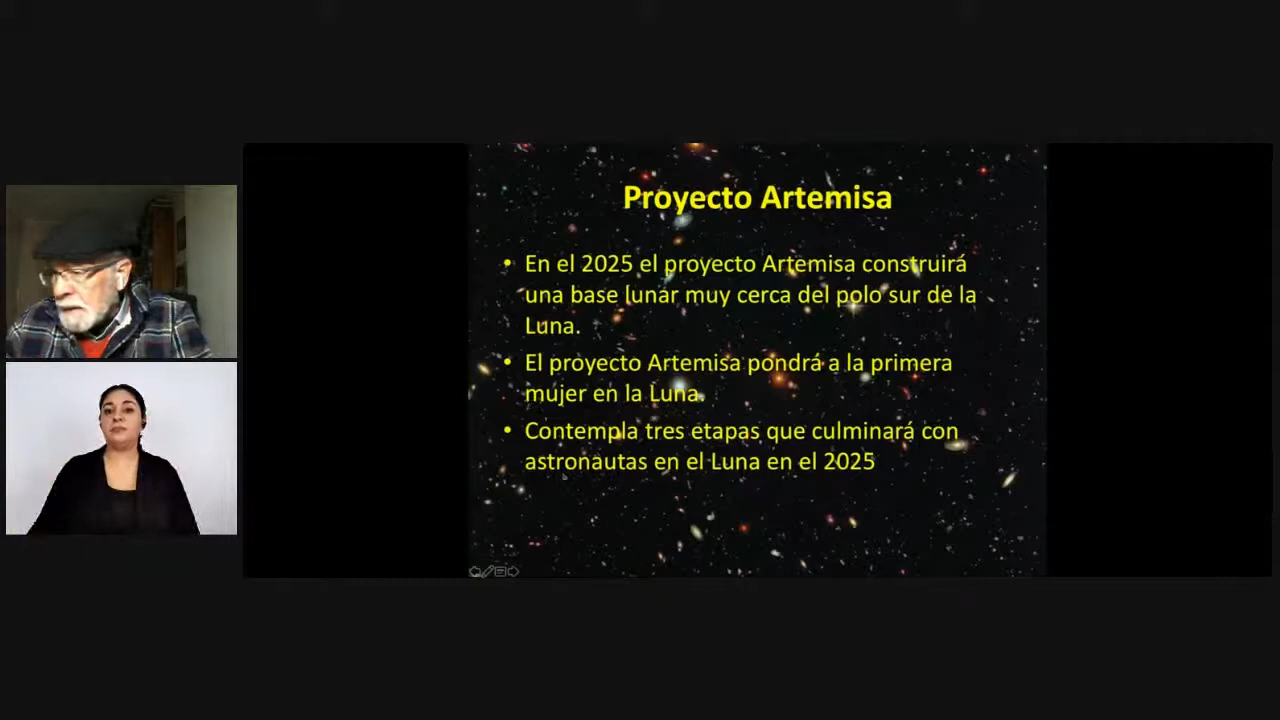 Proyecto Artemisa
• En el 2025 el proyecto Artemisa construirá
una base lunar muy cerca del polo sur de la
Luna.
• El proyecto Artemisa pondrá a la primera
mujer en la Luna.
• Contempla tres etapas que culminará con
astronautas en el Luna en el 2025